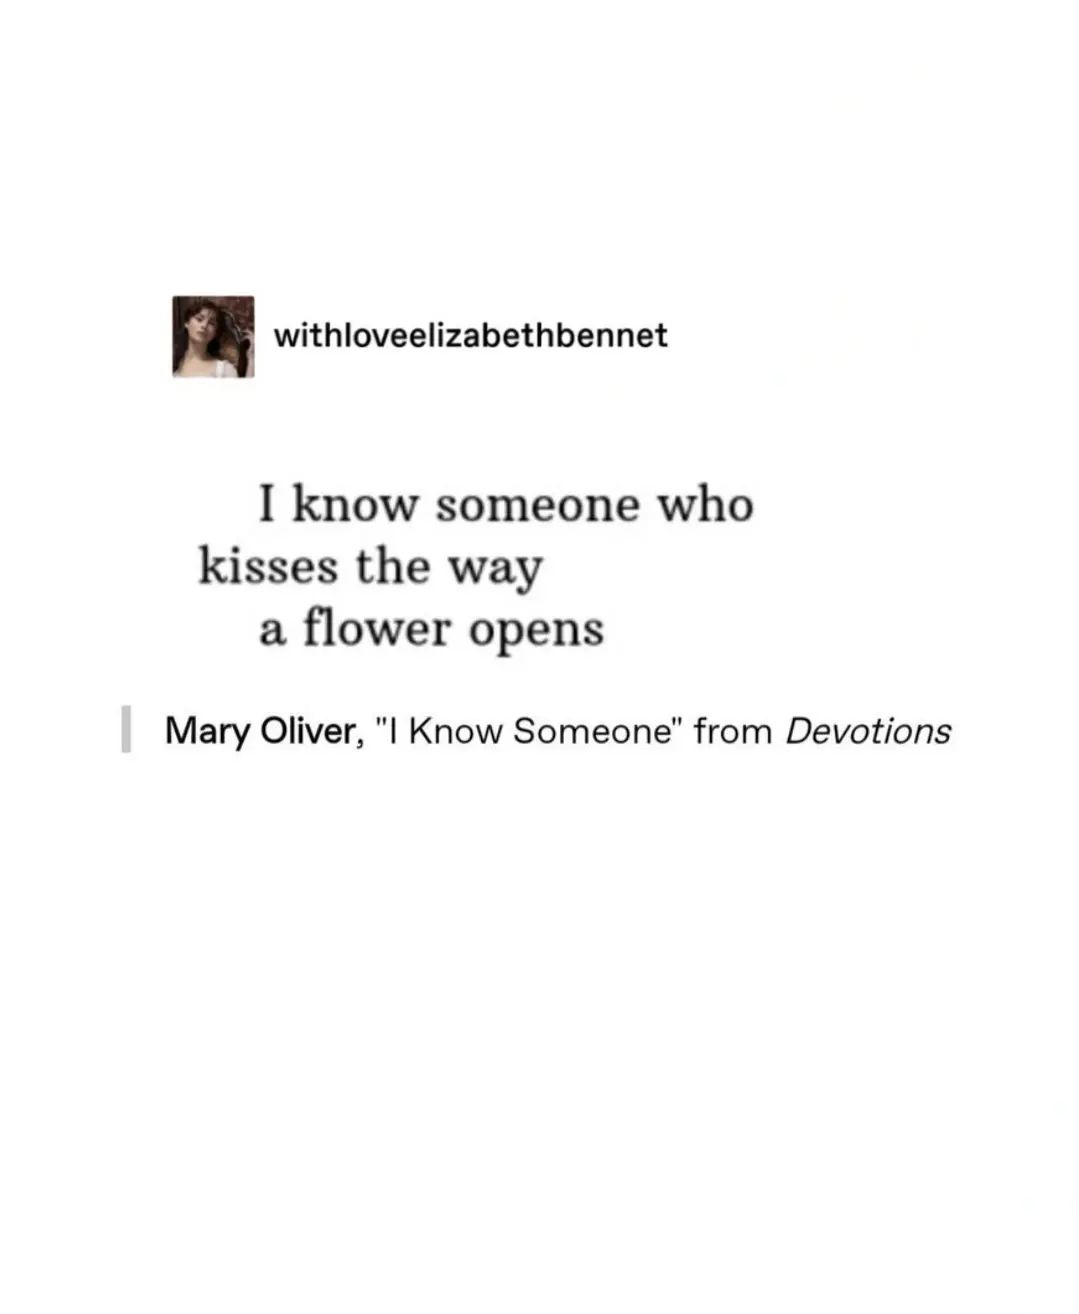 withloveelizabethbennet
I know someone who
kisses the way
a flower opens
Mary Oliver, "I Know Someone" from Devotions